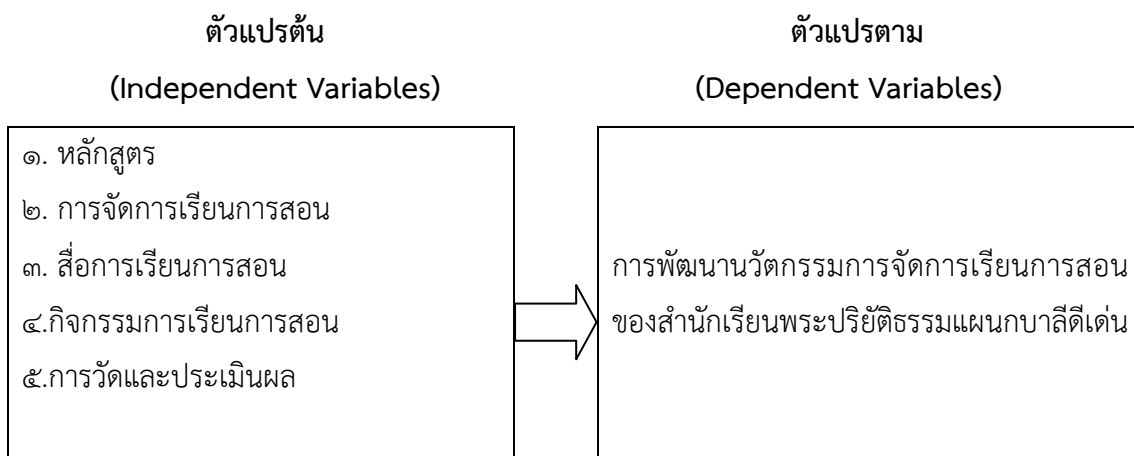 ตัวแปรต้น
(Independent Variables)
๑. หลักสูตร
๒. การจัดการเรียนการสอน
๓. สื่อการเรียนการสอน
๔.กิจกรรมการเรียนการสอน
๕.การวัดและประเมินผล
ตัวแปรตาม
(Dependent Variables)
การพัฒนานวัตกรรมการจัดการเรียนการสอน
ของสำนักเรียนพระปริยัติธรรมแผนกบาลีดีเด่น